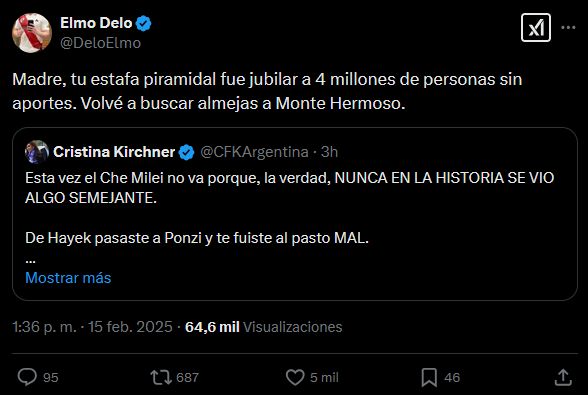 Elmo Delo
@DeloElmo
Madre, tu estafa piramidal fue jubilar a 4 millones de personas sin
aportes. Volvé a buscar almejas a Monte Hermoso.
Cristina Kirchner @CFKArgentina · 3h
Esta vez el Che Milei no va porque, la verdad, NUNCA EN LA HISTORIA SE VIO
ALGO SEMEJANTE.
De Hayek pasaste a Ponzi y te fuiste al pasto MAL.
...
Mostrar más
1:36 p. m. · 15 feb. 2025 · 64,6 mil Visualizaciones
95 687 5 mil 46